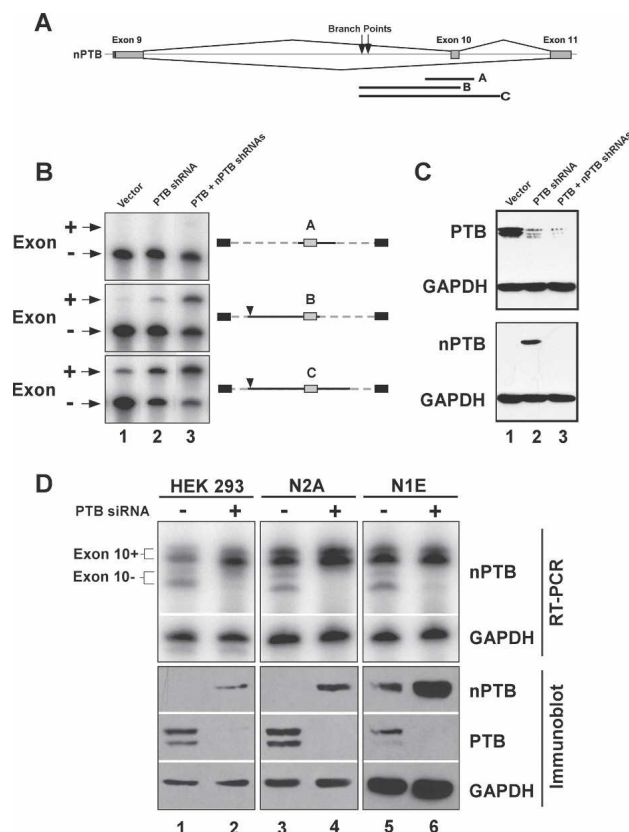 A
Branch Points
Exon 9
Exon 10
Exon 11
nPTB
A
B
C
B
Vector
PTB shRNA
PTB + nPTB shRNAs
Exon + -
A
Exon + -
B
Exon + -
C
1 2 3
C
Vector
PTB shRNA
PTB + nPTB shRNAs
PTB
GAPDH
nPTB
GAPDH
1 2 3
D
HEK 293 N2A N1E
PTB siRNA - + - + - +
Exon 10+
Exon 10-
nPTB
GAPDH
RT-PCR
nPTB
PTB
GAPDH
Immunoblot
1 2 3 4 5 6